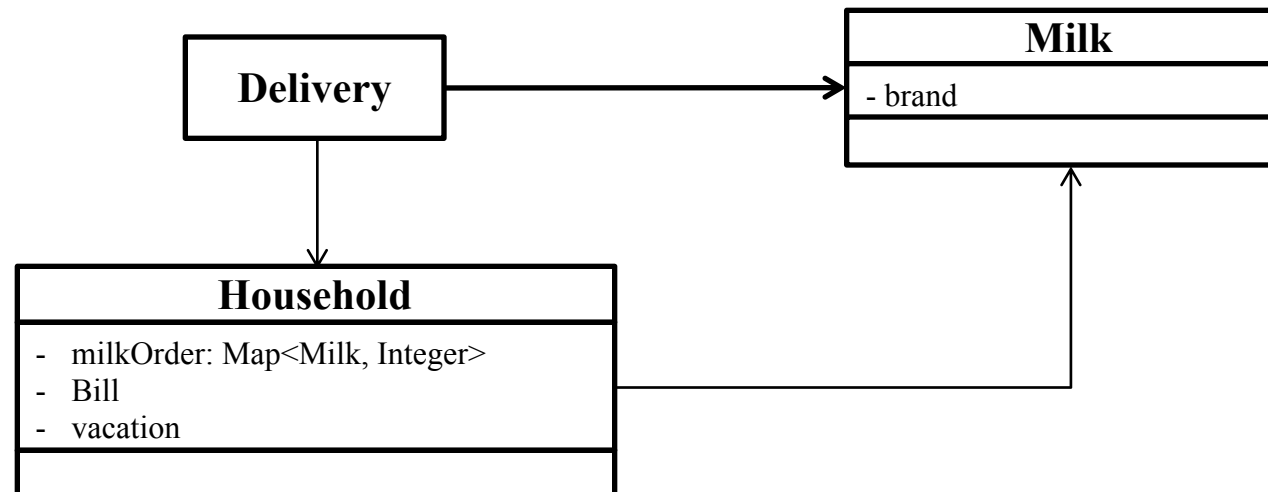 Milk
Delivery
- brand
Household
- milkOrder: Map<Milk, Integer>
- Bill
- vacation